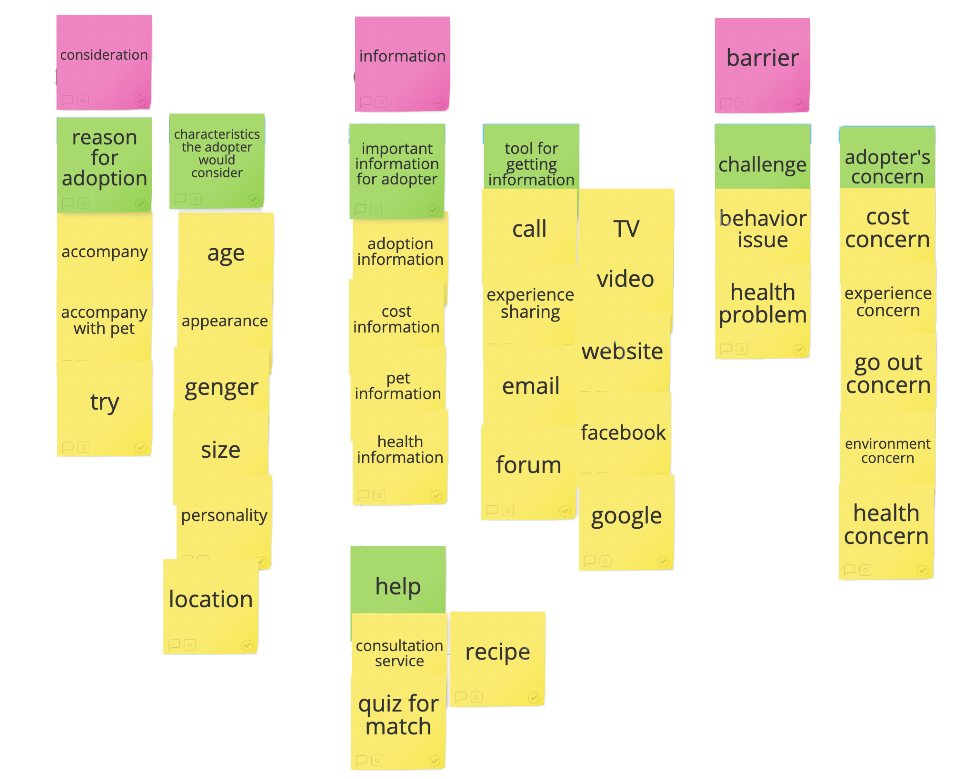 consideration
information
barrier
reason
for
adoption
characteristics
the adopter
would
consider
important
information
for adopter
tool for
getting
information
challenge
adopter's
concern
accompany
accompany
with pet
try
age
appearance
genger
size
personality
location
adoption
information
cost
information
pet
information
health
information
call
experience
sharing
email
forum
TV
video
website
facebook
google
behavior
issue
health
problem
cost
concern
experience
concern
go out
concern
environment
concern
health
concern
help
consultation
service
quiz for
match
recipe